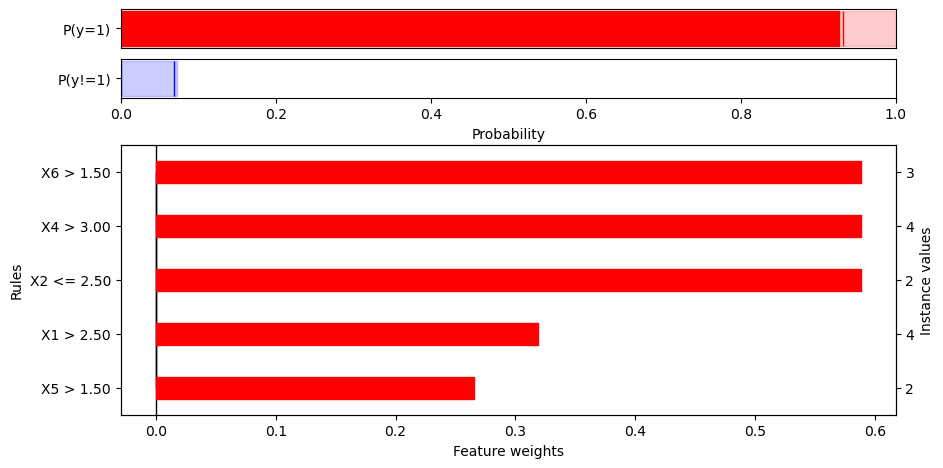 P(y=1)
P(y!=1)
0.0 0.2 0.4 0.6 0.8 1.0
Probability
X6 > 1.50 3
X4 > 3.00 4
X2 <= 2.50 2
X1 > 2.50 4
X5 > 1.50 2
Rules
Instance values
0.0 0.1 0.2 0.3 0.4 0.5 0.6
Feature weights